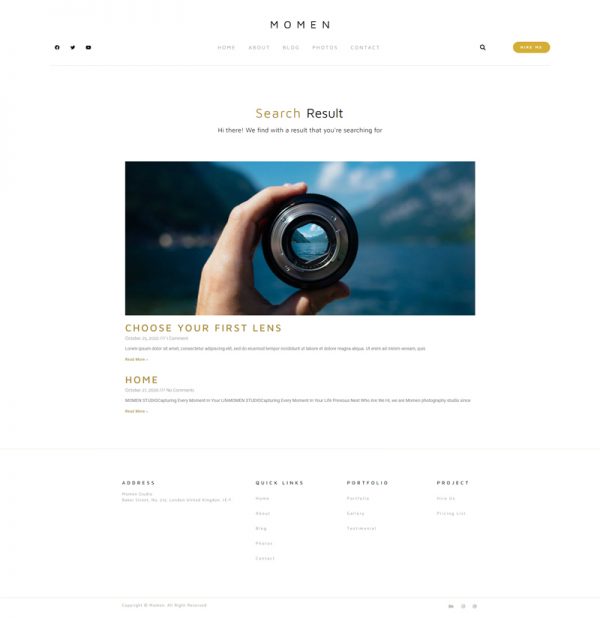 MOMEN
HOME ABOUT BLOG PHOTOS CONTACT
HIRE ME
Search Result
Hi there! We find with a result that you're searching for
CHOOSE YOUR FIRST LENS
October 21, 2020 /// 1 Comment
Lorem ipsum dolor sit amet, consectetur adipiscing elit, sed do eiusmod tempor incididunt ut labore et dolore magna aliqua. Ut enim ad minim veniam, quis
Read More »
HOME
October 17, 2020 /// No Comments
MOMEN STUDIOCapturing Every Moment In Your LifeMOMEN STUDIOCapturing Every Moment In Your Life Previous Next Who Are We Hi, we are Momen photography studio since
Read More »
ADDRESS
Momen Studio
Baker Street, No. 215, London United Kingdom,
QUICK LINKS
Home
About
Blog
Photos
Contact
PORTFOLIO
Portfolio
Gallery
Testimonial
PROJECT
Hire Us
Pricing List
Copyright © Momen. All Right Reserved